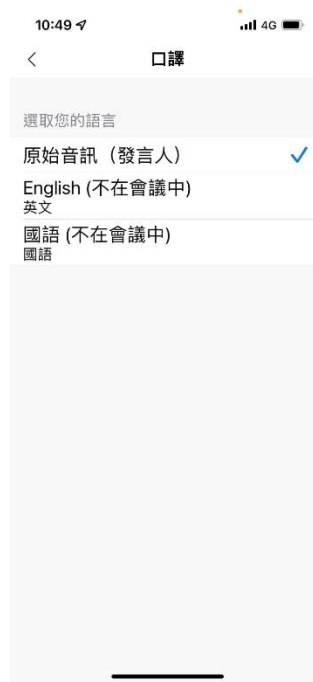 10:49
4G
口譯
選取您的語言
原始音訊（發言人）
English (不在會議中)
英文
國語 (不在會議中)
國語